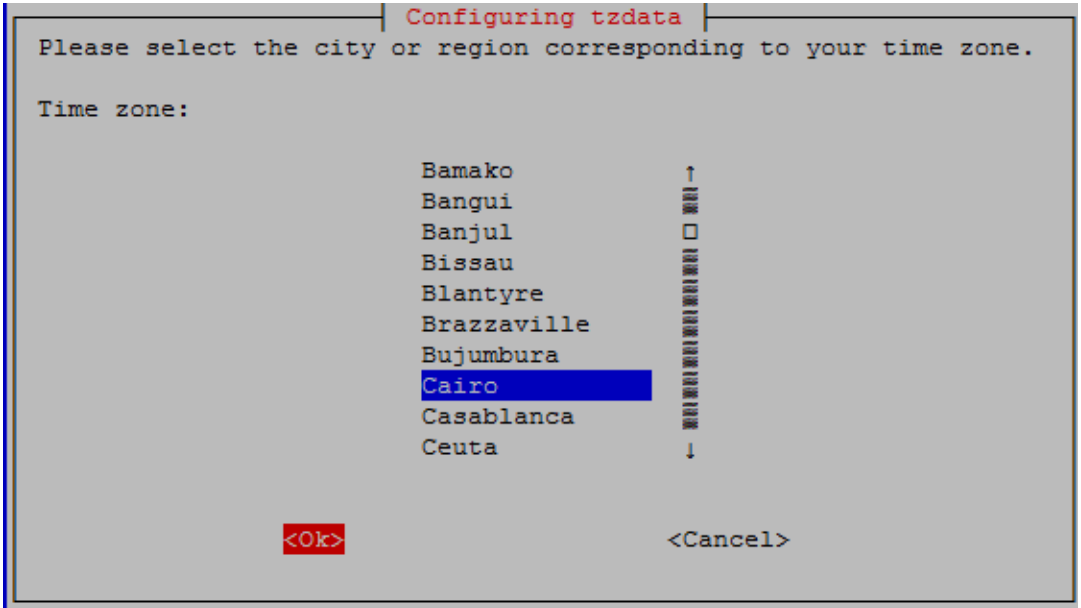 Configuring tzdata
Please select the city or region corresponding to your time zone.
Time zone:
Bamako
Bangui
Banjul
Bissau
Blantyre
Brazzaville
Bujumbura
Cairo
Casablanca
Ceuta
<Ok> <Cancel>